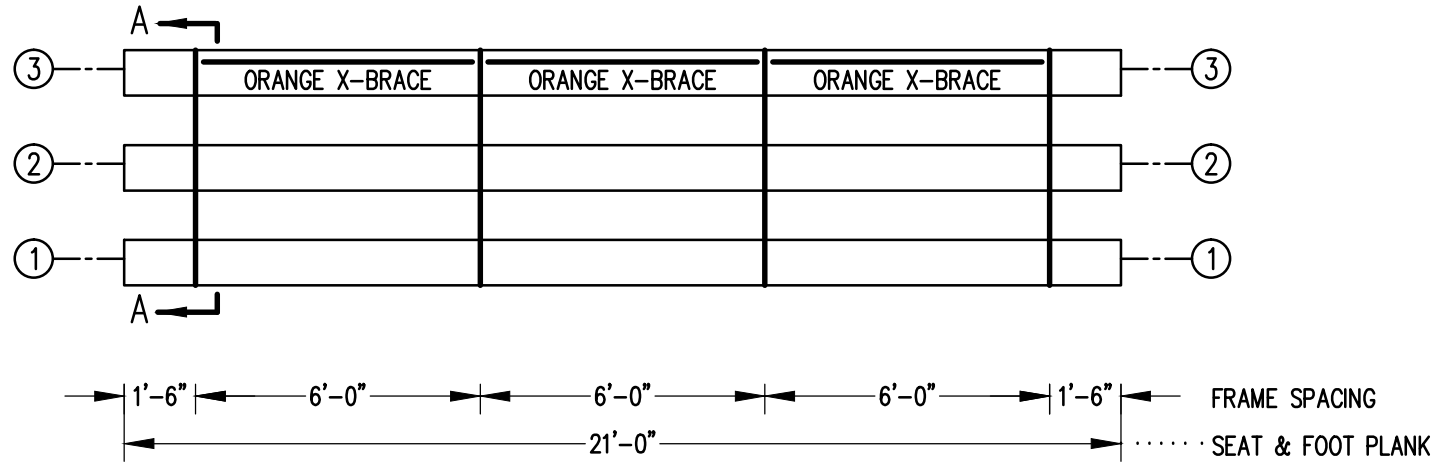 A
3 ORANGE X-BRACE ORANGE X-BRACE ORANGE X-BRACE 3
2 2
1 1
A
1'-6" 6'-0" 6'-0" 6'-0" 1'-6" FRAME SPACING
21'-0" SEAT & FOOT PLANK